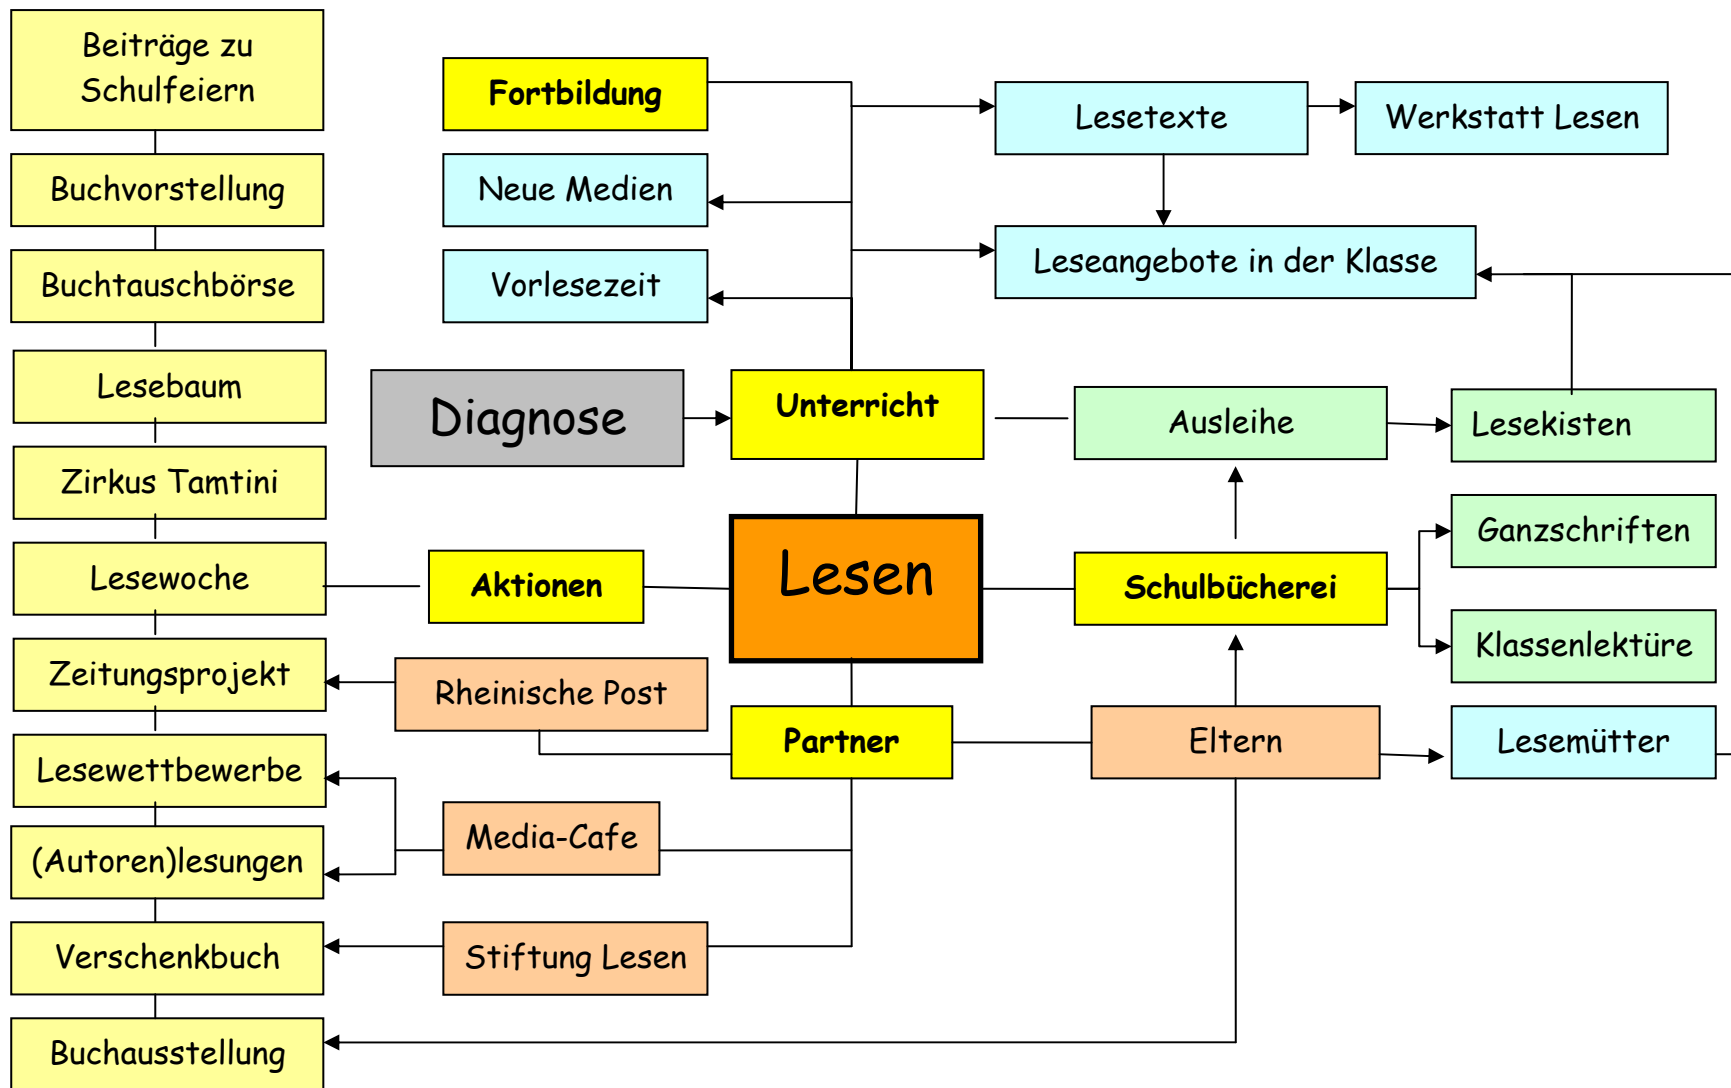 Beiträge zu
Schulfeiern
Buchvorstellung
Buchtauschbörse
Lesebaum
Zirkus Tamtini
Lesewoche
Zeitungsprojekt
Lesewettbewerbe
(Autoren)lesungen
Verschenkbuch
Buchausstellung
Fortbildung
Neue Medien
Vorlesezeit
Diagnose
Unterricht
Aktionen
Lesen
Rheinische Post
Partner
Media-Cafe
Stiftung Lesen
Lesetexte
Werkstatt Lesen
Leseangebote in der Klasse
Ausleihe
Lesekisten
Schulbücherei
Ganzschriften
Klassenlektüre
Eltern
Lesemütter